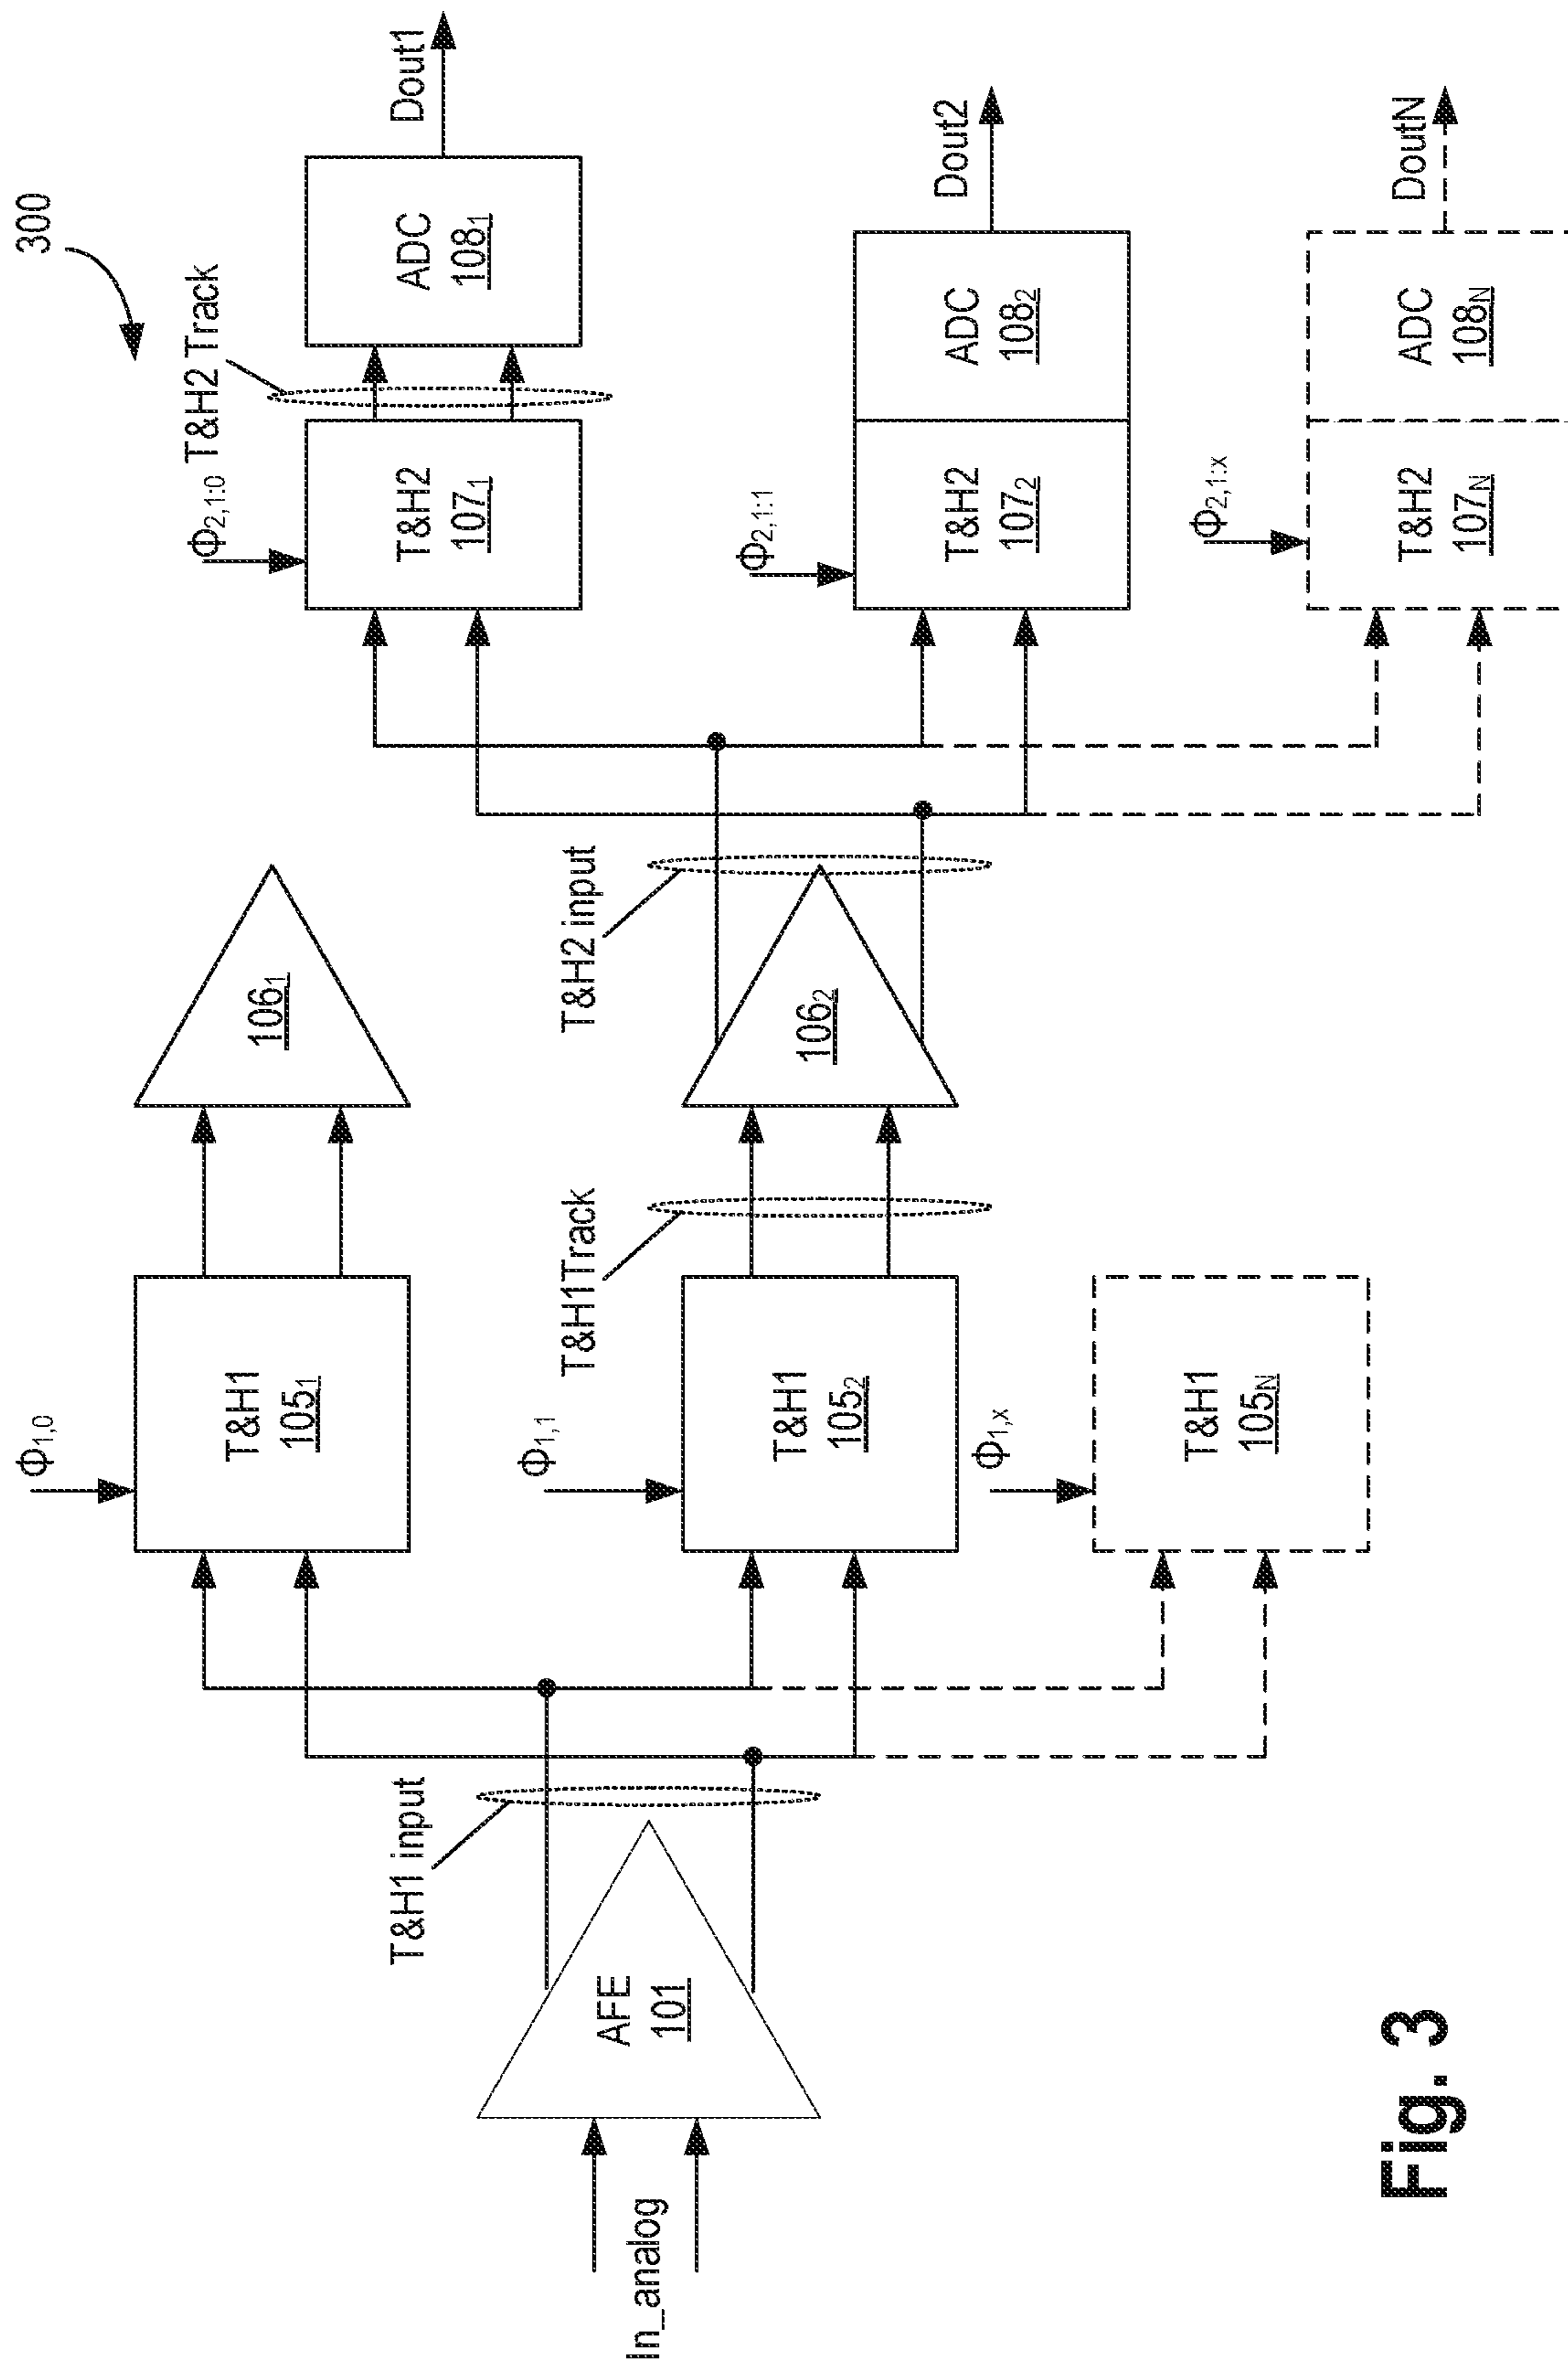 300
In_analog
AFE
101
T&H1 input
Φ1,0
T&H1
105₁
106₁
Φ1,1
T&H1
105₂
T&H1Track
106₂
Φ1,x
T&H1
105N
T&H2 input
Φ2,1:0
T&H2
107₁
T&H2 Track
ADC
108₁
Dout1
Φ2,1:1
T&H2
107₂
ADC
108₂
Dout2
Φ2,1:x
T&H2
107N
ADC
108N
DoutN
Fig. 3